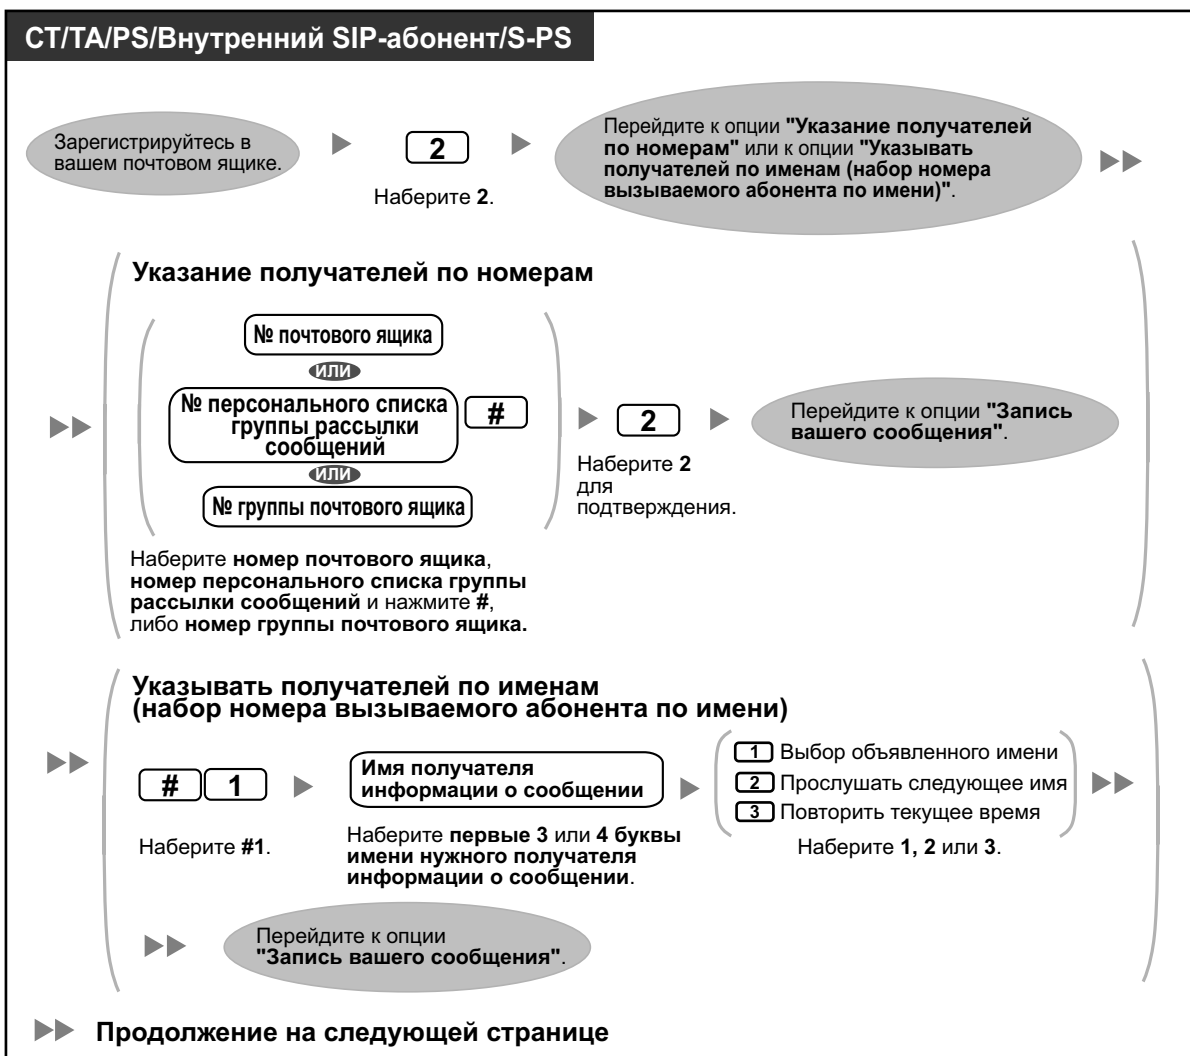 СТ/ТА/PS/Внутренний SIP-абонент/S-PS
Зарегистрируйтесь в
вашем почтовом ящике.
2
Наберите 2.
Перейдите к опции "Указание получателей
по номерам" или к опции "Указывать
получателей по именам (набор номера
вызываемого абонента по имени)".
Указание получателей по номерам
№ почтового ящика
ИЛИ
№ персонального списка
группы рассылки
сообщений
#
ИЛИ
№ группы почтового ящика
Наберите номер почтового ящика,
номер персонального списка группы
рассылки сообщений и нажмите #,
либо номер группы почтового ящика.
2
Наберите 2
для
подтверждения.
Перейдите к опции "Запись
вашего сообщения".
Указывать получателей по именам
(набор номера вызываемого абонента по имени)
# 1
Наберите #1.
Имя получателя
информации о сообщении
Наберите первые 3 или 4 буквы
имени нужного получателя
информации о сообщении.
1 Выбор объявленного имени
2 Прослушать следующее имя
3 Повторить текущее время
Наберите 1, 2 или 3.
Перейдите к опции
"Запись вашего сообщения".
Продолжение на следующей странице